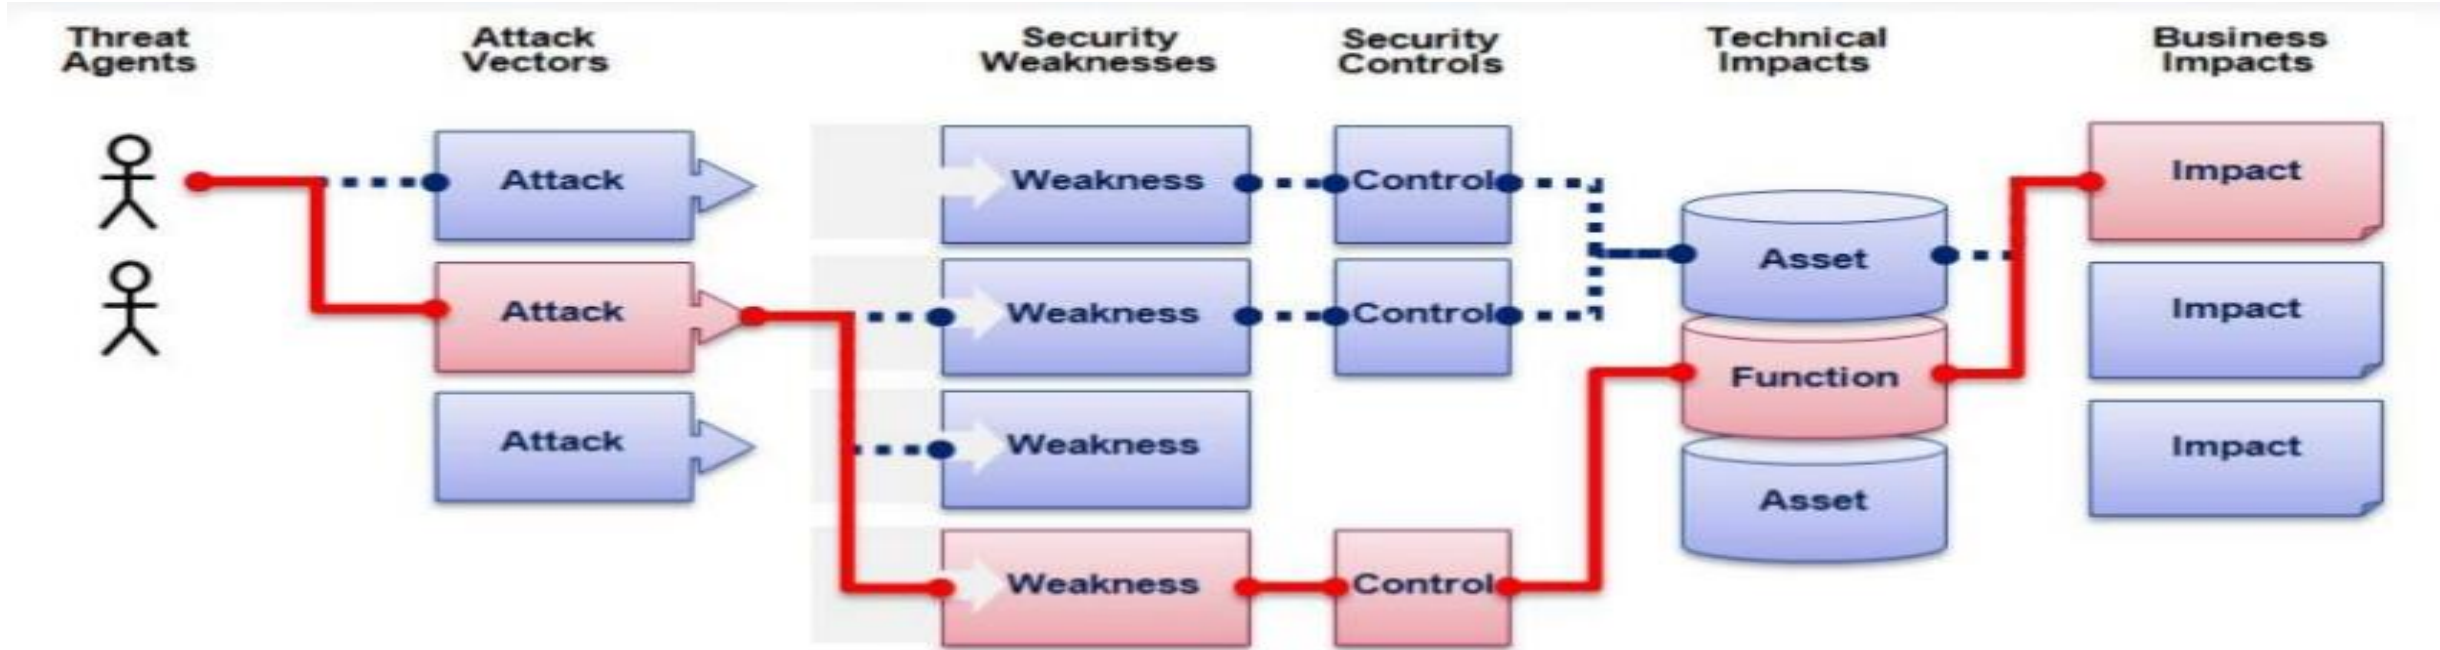 Threat
Agents
Attack
Vectors
Security
Weaknesses
Security
Controls
Technical
Impacts
Business
Impacts
Attack
Weakness
Control
Impact
Asset
Attack
Weakness
Control
Impact
Function
Attack
Weakness
Impact
Asset
Weakness
Control